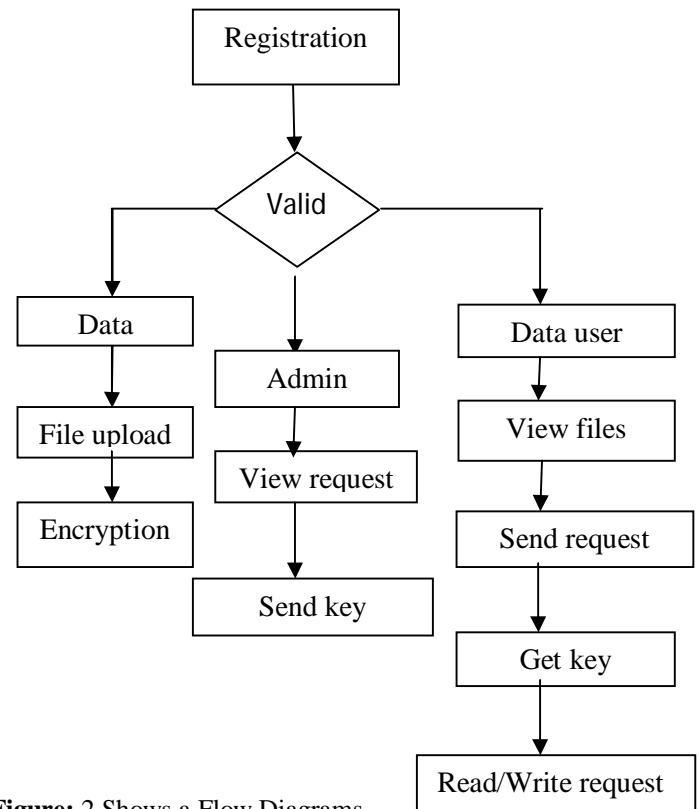 Registration
Valid
Data
File upload
Encryption
Admin
View request
Send key
Data user
View files
Send request
Get key
Read/Write request
Figure: 2 Shows a Flow Diagrams